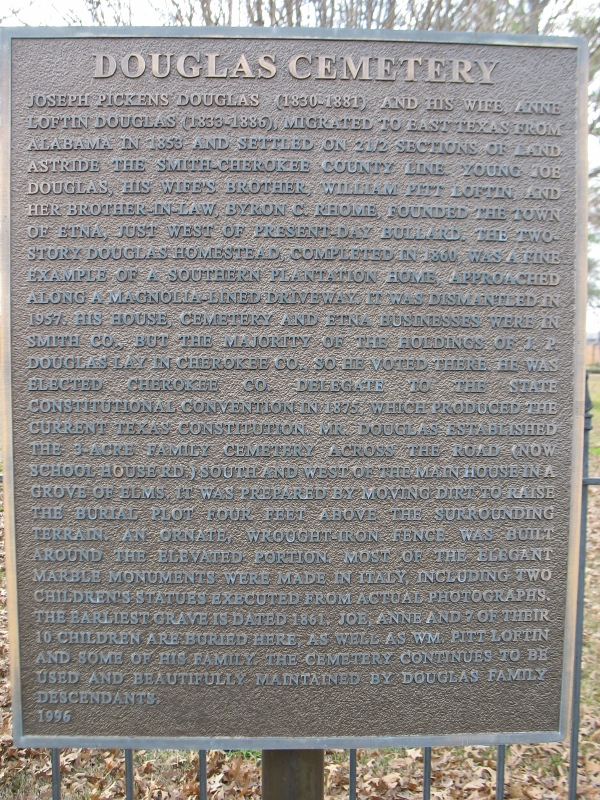 DOUGLAS CEMETERY
JOSEPH PICKENS DOUGLAS (1830-1881) AND HIS WIFE, ANNE
LOFTIN DOUGLAS (1833-1886), MIGRATED TO EAST TEXAS FROM
ALABAMA IN 1853 AND SETTLED ON 21/2 SECTIONS OF LAND
ASTRIDE THE SMITH-CHEROKEE COUNTY LINE. YOUNG JOE
DOUGLAS, HIS WIFE'S BROTHER, WILLIAM PITT LOFTIN, AND
HER BROTHER-IN-LAW, BYRON C. RHOME, FOUNDED THE TOWN
OF ETNA, JUST WEST OF PRESENT-DAY BULLARD. THE TWO-
STORY DOUGLAS HOMESTEAD, COMPLETED IN 1860, WAS A FINE
EXAMPLE OF A SOUTHERN PLANTATION HOME, APPROACHED
ALONG A MAGNOLIA-LINED DRIVEWAY. IT WAS DISMANTLED IN
1957. HIS HOUSE, CEMETERY AND ETNA BUSINESSES WERE IN
SMITH CO., BUT THE MAJORITY OF THE HOLDINGS OF J. P.
DOUGLAS LAY IN CHEROKEE CO., SO HE VOTED THERE. HE WAS
ELECTED CHEROKEE CO. DELEGATE TO THE STATE
CONSTITUTIONAL CONVENTION IN 1875, WHICH PRODUCED THE
CURRENT TEXAS CONSTITUTION. MR. DOUGLAS ESTABLISHED
THE 3-ACRE FAMILY CEMETERY ACROSS THE ROAD (NOW
SCHOOL HOUSE RD.) SOUTH AND WEST OF THE MAIN HOUSE IN A
GROVE OF ELMS. IT WAS PREPARED BY MOVING DIRT TO RAISE
THE BURIAL PLOT FOUR FEET ABOVE THE SURROUNDING
TERRAIN. AN ORNATE, WROUGHT-IRON FENCE WAS BUILT
AROUND THE ELEVATED PORTION. MOST OF THE ELEGANT
MARBLE MONUMENTS WERE MADE IN ITALY, INCLUDING TWO
CHILDREN'S STATUES EXECUTED FROM ACTUAL PHOTOGRAPHS.
THE EARLIEST GRAVE IS DATED 1861. JOE, ANNE AND 7 OF THEIR
10 CHILDREN ARE BURIED HERE, AS WELL AS WM. PITT LOFTIN
AND SOME OF HIS FAMILY. THE CEMETERY CONTINUES TO BE
USED AND BEAUTIFULLY MAINTAINED BY DOUGLAS FAMILY
DESCENDANTS.
1996